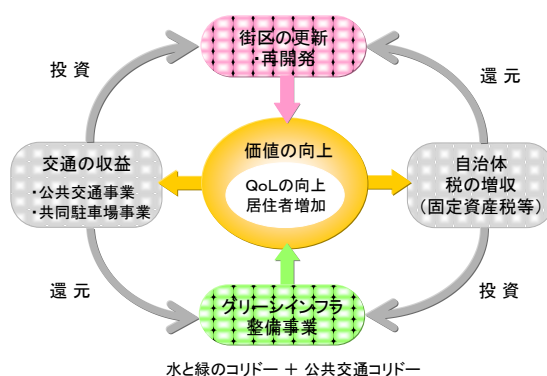 街区の更新
・再開発
投 資
還 元
価値の向上
QoLの向上
居住者増加
交通の収益
・公共交通事業
・共同駐車場事業
自治体
税の増収
(固定資産税等)
還 元
投 資
グリーンインフラ
整備事業
水と緑のコリドー + 公共交通コリドー